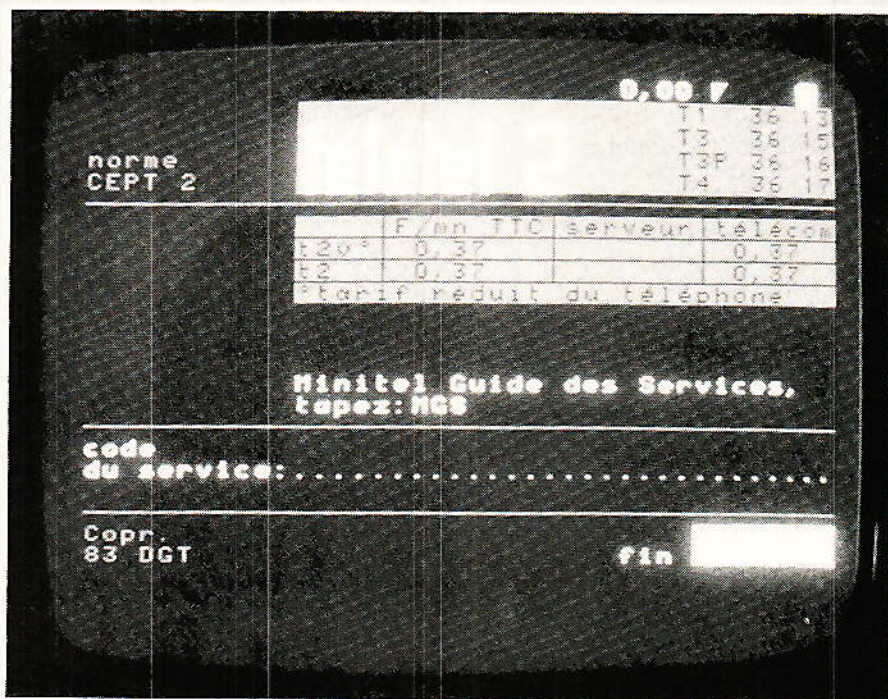 0,00 F
T1 36 13
T3 36 15
T3P 36 16
T4 36 17
norme
CEPT 2
F/mn TTC serveur télécom
t2v° 0,37 0,37
t2 0,37 0,37
°tarif réduit du téléphone
Minitel Guide des Services,
tapez:MGS
code
du service:..................................
Copr.
83 DGT
fin